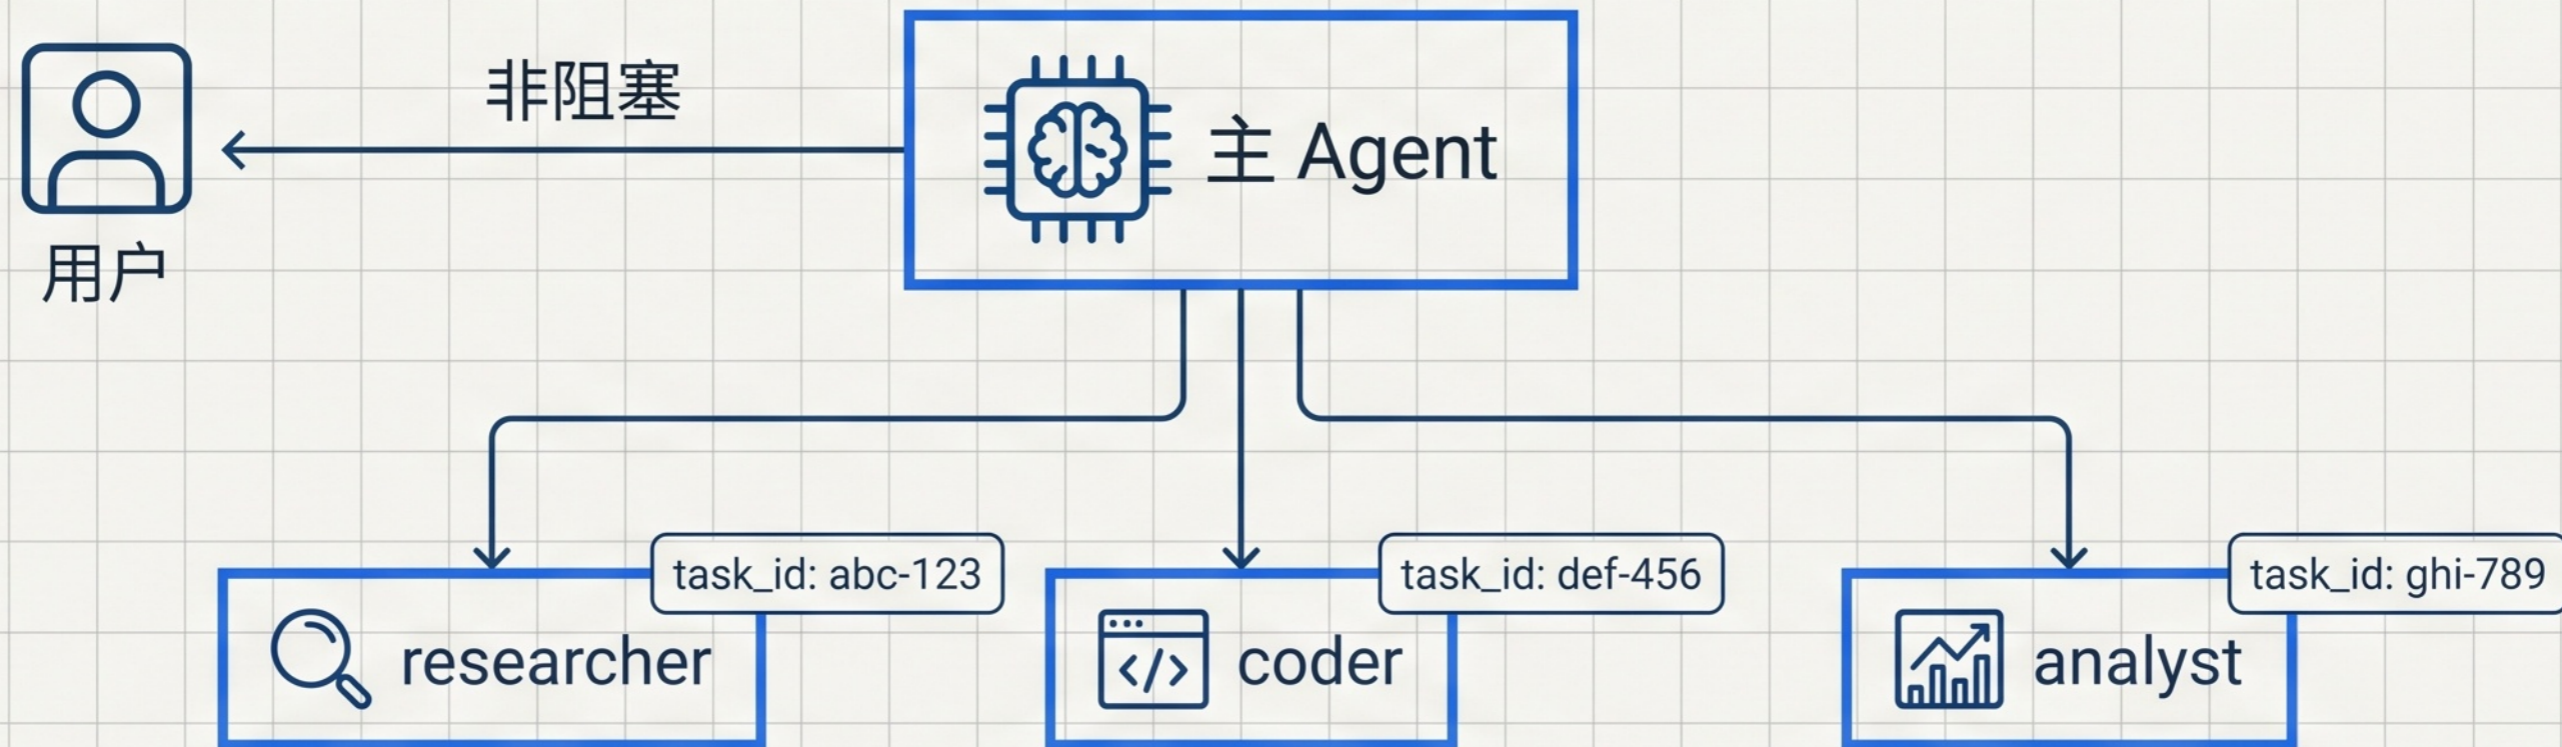 非阻塞
主 Agent
用户
task_id: abc-123
task_id: def-456
task_id: ghi-789
researcher
coder
analyst